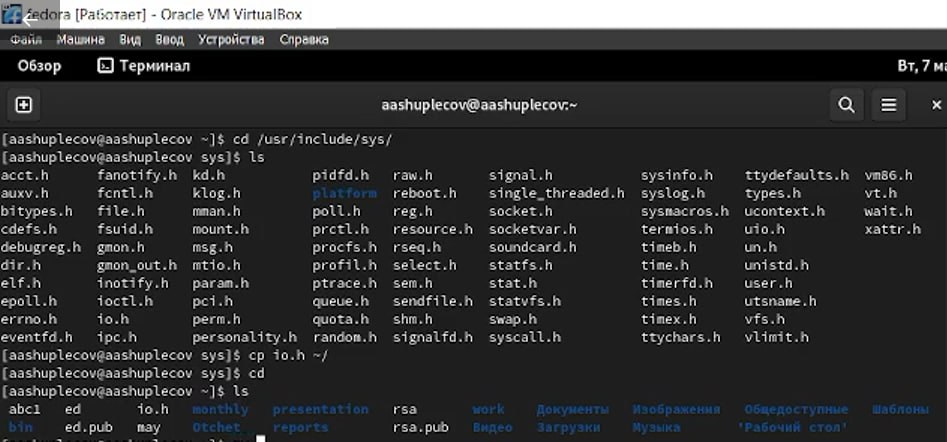 fedora [Работает] - Oracle VM VirtualBox
Файл Машина Вид Ввод Устройства Справка
Обзор Терминал Вт, 7
aashuplecov@aashuplecov:~
[aashuplecov@aashuplecov ~]$ cd /usr/include/sys/
[aashuplecov@aashuplecov sys]$ ls
acct.h fanotify.h kd.h pidfd.h raw.h signal.h sysinfo.h ttydefaults.h vm86.h
auxv.h fcntl.h klog.h platform reboot.h single_threaded.h syslog.h types.h vt.h
bitypes.h file.h mman.h poll.h reg.h socket.h sysmacros.h ucontext.h wait.h
cdefs.h fsuid.h mount.h prctl.h resource.h socketvar.h termios.h uio.h xattr.h
debugreg.h gmon.h msg.h procfs.h rseq.h soundcard.h timeb.h un.h
dir.h gmon_out.h mtio.h profil.h select.h statfs.h time.h unistd.h
elf.h inotify.h param.h ptrace.h sem.h stat.h timerfd.h user.h
epoll.h ioctl.h pci.h queue.h sendfile.h statvfs.h times.h utsname.h
errno.h io.h perm.h quota.h shm.h swap.h timex.h vfs.h
eventfd.h ipc.h personality.h random.h signalfd.h syscall.h ttychars.h vlimit.h
[aashuplecov@aashuplecov sys]$ cp io.h ~/
[aashuplecov@aashuplecov sys]$ cd
[aashuplecov@aashuplecov ~]$ ls
abc1 ed io.h monthly presentation rsa work Документы Изображения Общедоступные Шаблоны
bin ed.pub may Otchet reports rsa.pub Видео Загрузки Музыка 'Рабочий стол'